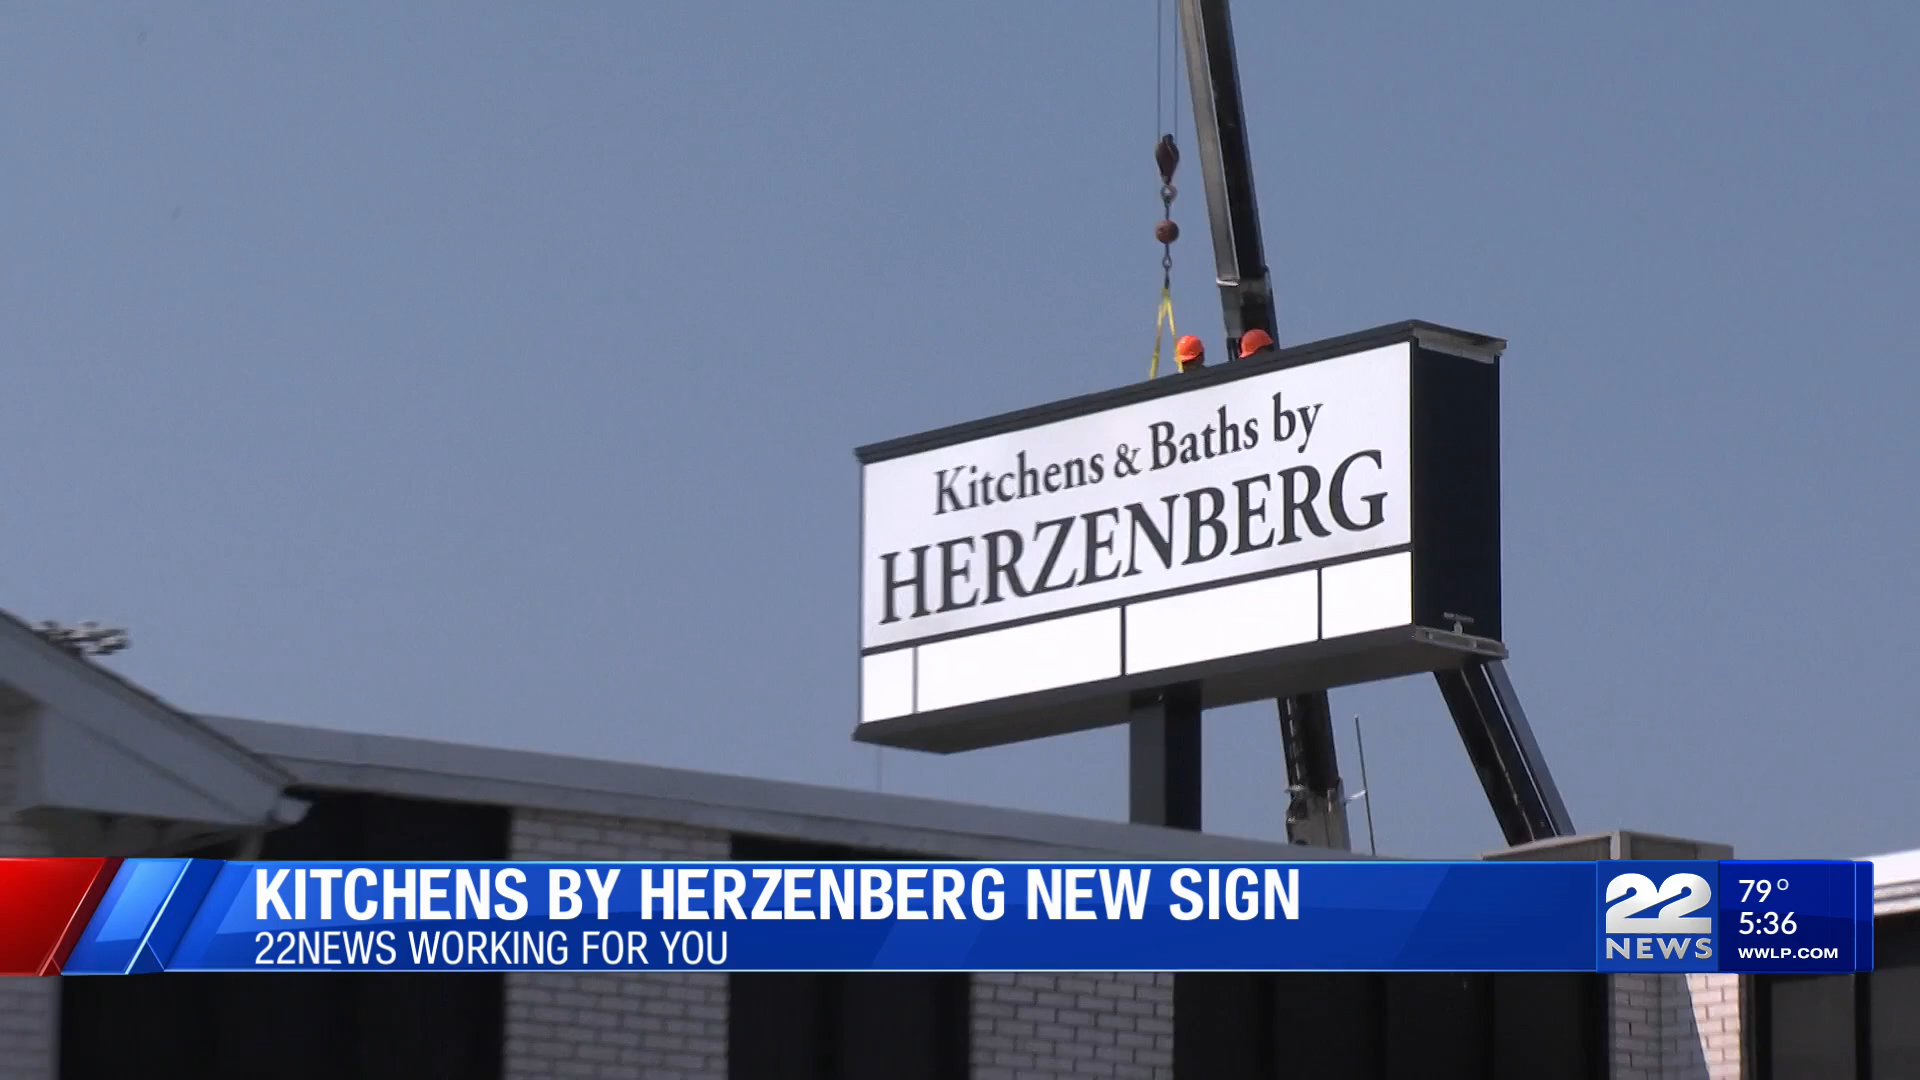 Kitchens & Baths by
HERZENBERG
KITCHENS BY HERZENBERG NEW SIGN
22NEWS WORKING FOR YOU
22
NEWS
79°
5:36
WWLP.COM